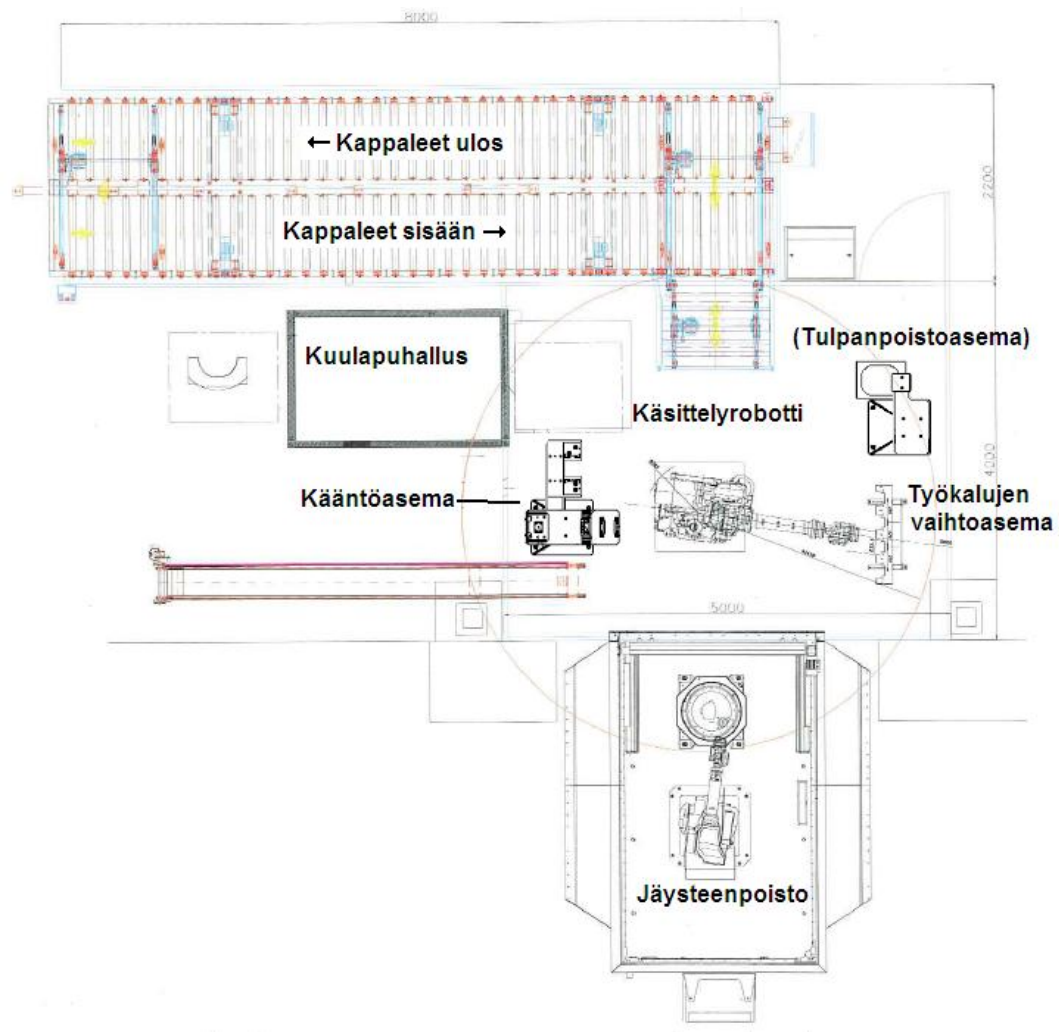 8000
← Kappaleet ulos
2200
Kappaleet sisään →
(Tulpanpoistoasema)
Kuulapuhallus
Käsittelyrobotti
4000
Kääntöasema
Työkalujen
vaihtoasema
5000
Jäysteenpoisto